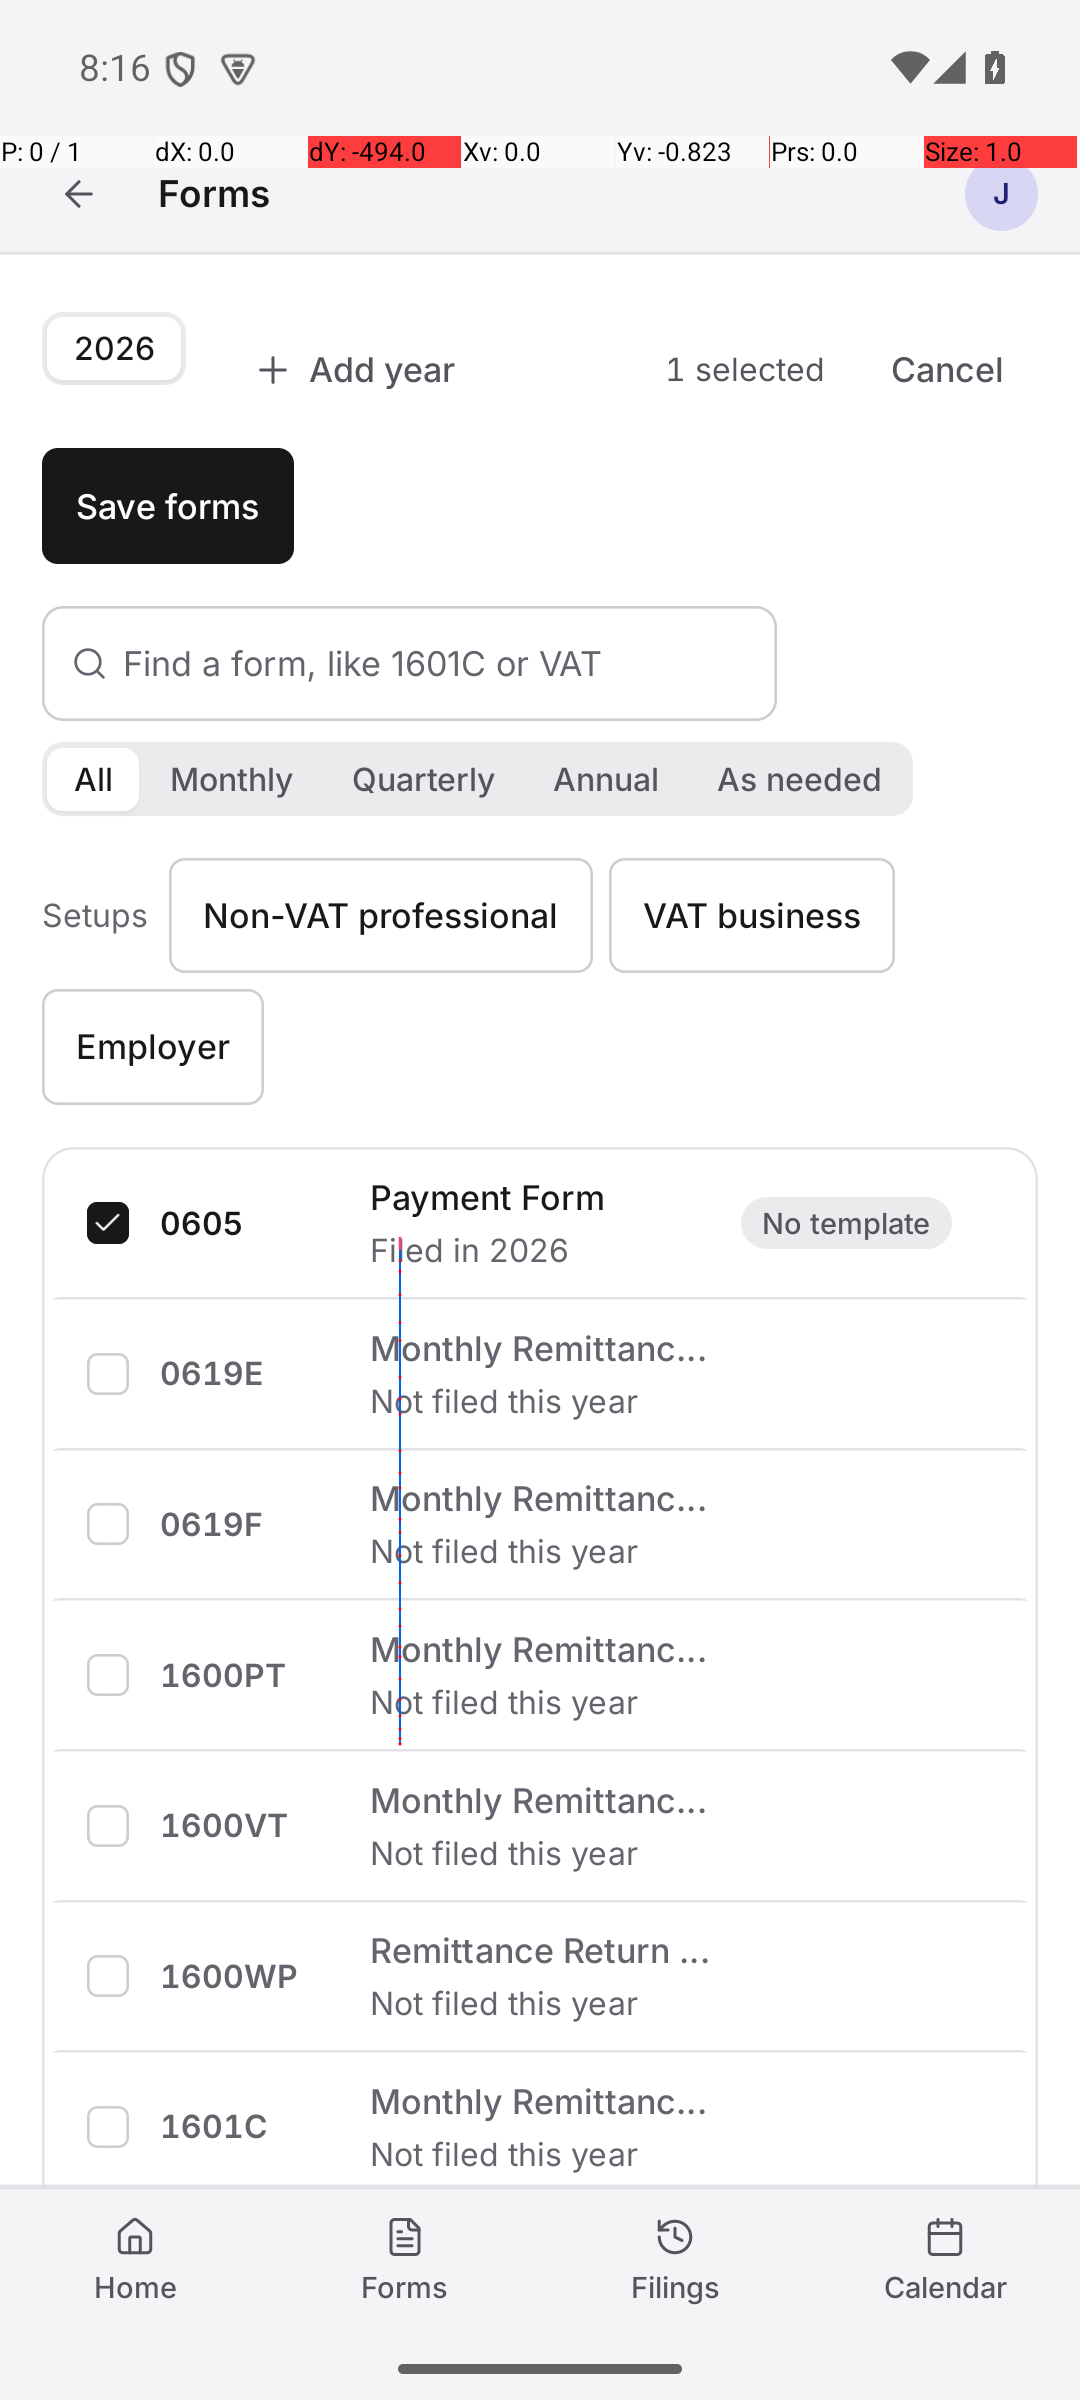 8:16
P: 0 / 1 dX: 0.0 dY: -494.0 Xv: 0.0 Yv: -0.823 Prs: 0.0 Size: 1.0
Forms J
2026 Add year 1 selected Cancel
Save forms
Find a form, like 1601C or VAT
All Monthly Quarterly Annual As needed
Setups Non-VAT professional VAT business
Employer
0605 Payment Form No template
Filed in 2026
0619E Monthly Remittanc...
Not filed this year
0619F Monthly Remittanc...
Not filed this year
1600PT Monthly Remittanc...
Not filed this year
1600VT Monthly Remittanc...
Not filed this year
1600WP Remittance Return ...
Not filed this year
1601C Monthly Remittanc...
Not filed this year
Home Forms Filings Calendar